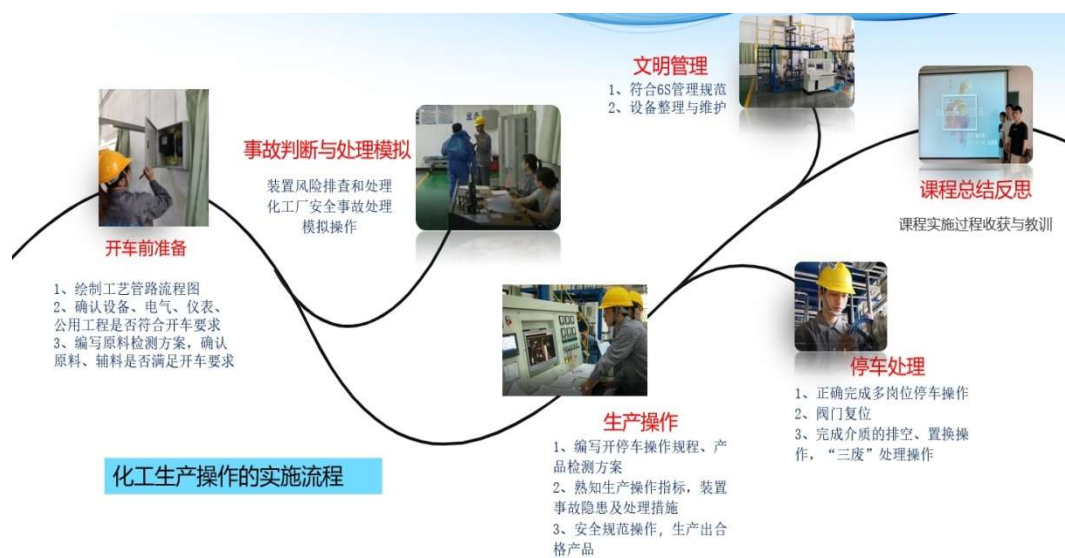 开车前准备
1、绘制工艺管路流程图
2、确认设备、电气、仪表、
公用工程是否符合开车要求
3、编写原料检测方案，确认
原料、辅料是否满足开车要求
事故判断与处理模拟
装置风险排查和处理
化工厂安全事故处理
模拟操作
文明管理
1、符合6S管理规范
2、设备整理与维护
课程总结反思
课程实施过程收获与教训
生产操作
1、编写开停车操作规程、产
品检测方案
2、熟知生产操作指标，装置
事故隐患及处理措施
3、安全规范操作，生产出合
格产品
停车处理
1、正确完成多岗位停车操作
2、阀门复位
3、完成介质的排空、置换操
作，“三废”处理操作
化工生产操作的实施流程